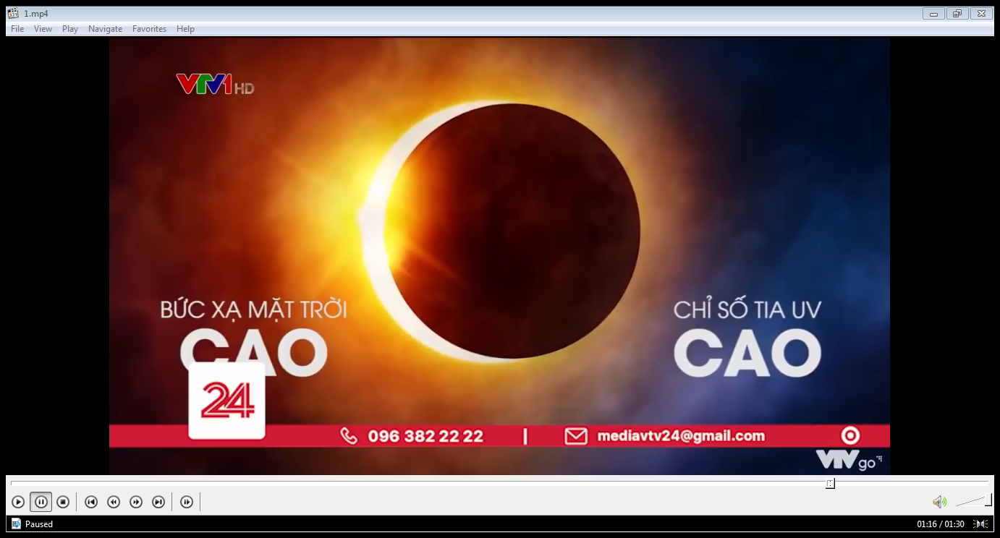 1.mp4
File View Play Navigate Favorites Help
VTV1 HD
BỨC XẠ MẶT TRỜI
CAO
CHỈ SỐ TIA UV
CAO
24
096 382 22 22 | mediavtv24@gmail.com
VTV go
Paused
01:16 / 01:30